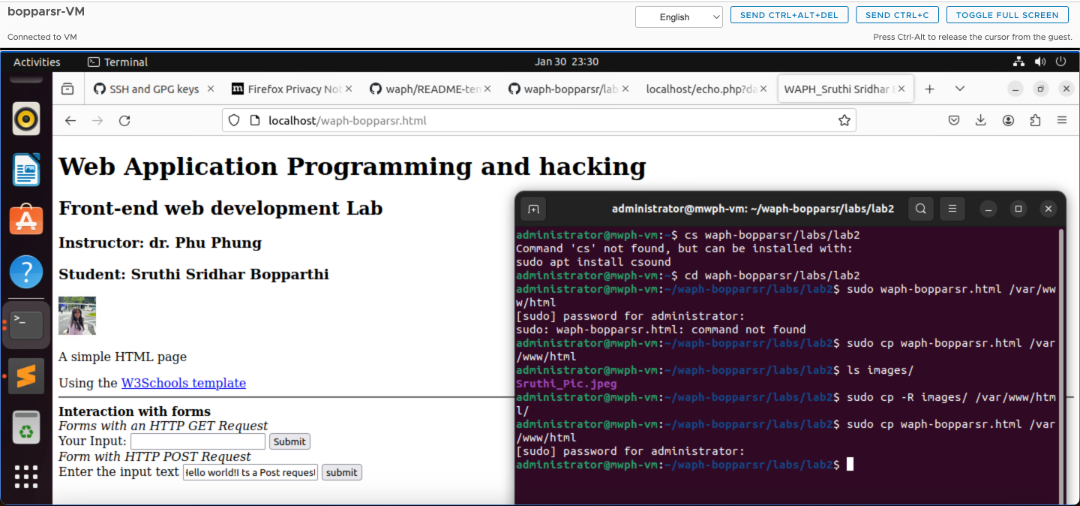 bopparsr-VM
English
SEND CTRL+ALT+DEL
SEND CTRL+C
TOGGLE FULL SCREEN
Connected to VM
Press Ctrl-Alt to release the cursor from the guest.
Activities
Terminal
Jan 30 23:30
SSH and GPG keys
Firefox Privacy No
waph/README-tem
waph-bopparsr/lab
localhost/echo.php?da
WAPH_Sruthi Sridhar
localhost/waph-bopparsr.html
Web Application Programming and hacking
Front-end web development Lab
Instructor: dr. Phu Phung
Student: Sruthi Sridhar Bopparthi
A simple HTML page
Using the W3Schools template
Interaction with forms
Forms with an HTTP GET Request
Your Input:
Submit
Form with HTTP POST Request
Enter the input text
Hello world!I ts a Post request
submit
administrator@mwph-vm: ~/waph-bopparsr/labs/lab2
administrator@mwph-vm:~$ cs waph-bopparsr/labs/lab2
Command 'cs' not found, but can be installed with:
sudo apt install csound
administrator@mwph-vm:~$ cd waph-bopparsr/labs/lab2
administrator@mwph-vm:~/waph-bopparsr/labs/lab2$ sudo waph-bopparsr.html /var/ww
w/html
[sudo] password for administrator:
sudo: waph-bopparsr.html: command not found
administrator@mwph-vm:~/waph-bopparsr/labs/lab2$ sudo cp waph-bopparsr.html /var
/www/html
administrator@mwph-vm:~/waph-bopparsr/labs/lab2$ ls images/
Sruthi_Pic.jpeg
administrator@mwph-vm:~/waph-bopparsr/labs/lab2$ sudo cp -R images/ /var/www/htm
l/
administrator@mwph-vm:~/waph-bopparsr/labs/lab2$ sudo cp waph-bopparsr.html /var
/www/html
[sudo] password for administrator:
administrator@mwph-vm:~/waph-bopparsr/labs/lab2$